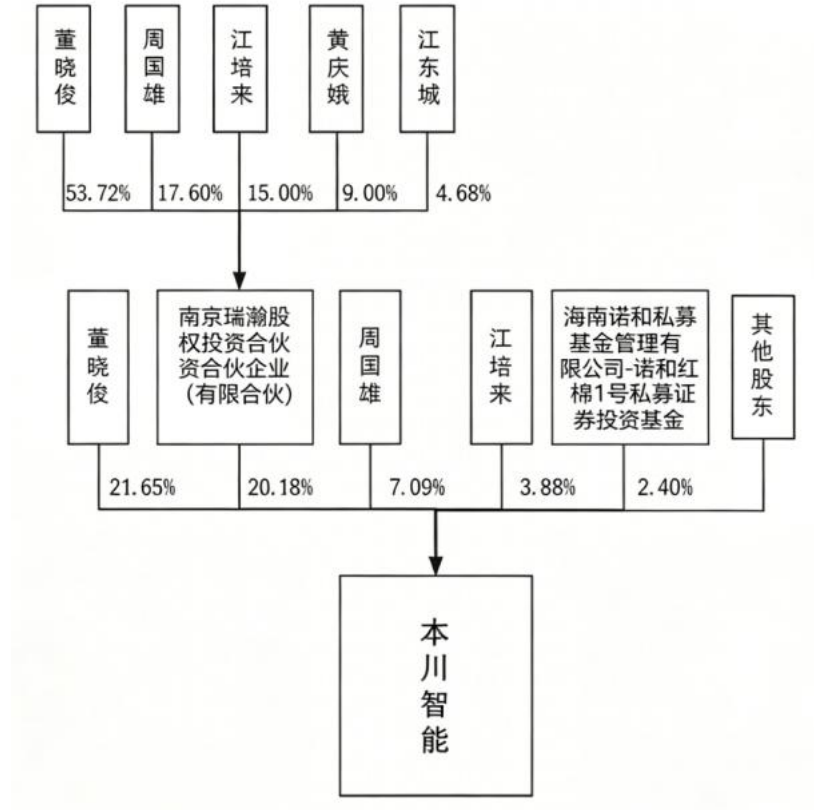 董晓俊
周国雄
江培来
黄庆娥
江东城
53.72%
17.60%
15.00%
9.00%
4.68%
董晓俊
南京瑞瀚股
权投资合伙
资合伙企业
（有限合伙)
周国雄
江培来
海南诺和私募
基金管理有
限公司-诺和红
棉1号私募证
券投资基金
其他股东
21.65%
20.18%
7.09%
3.88%
2.40%
本川智能